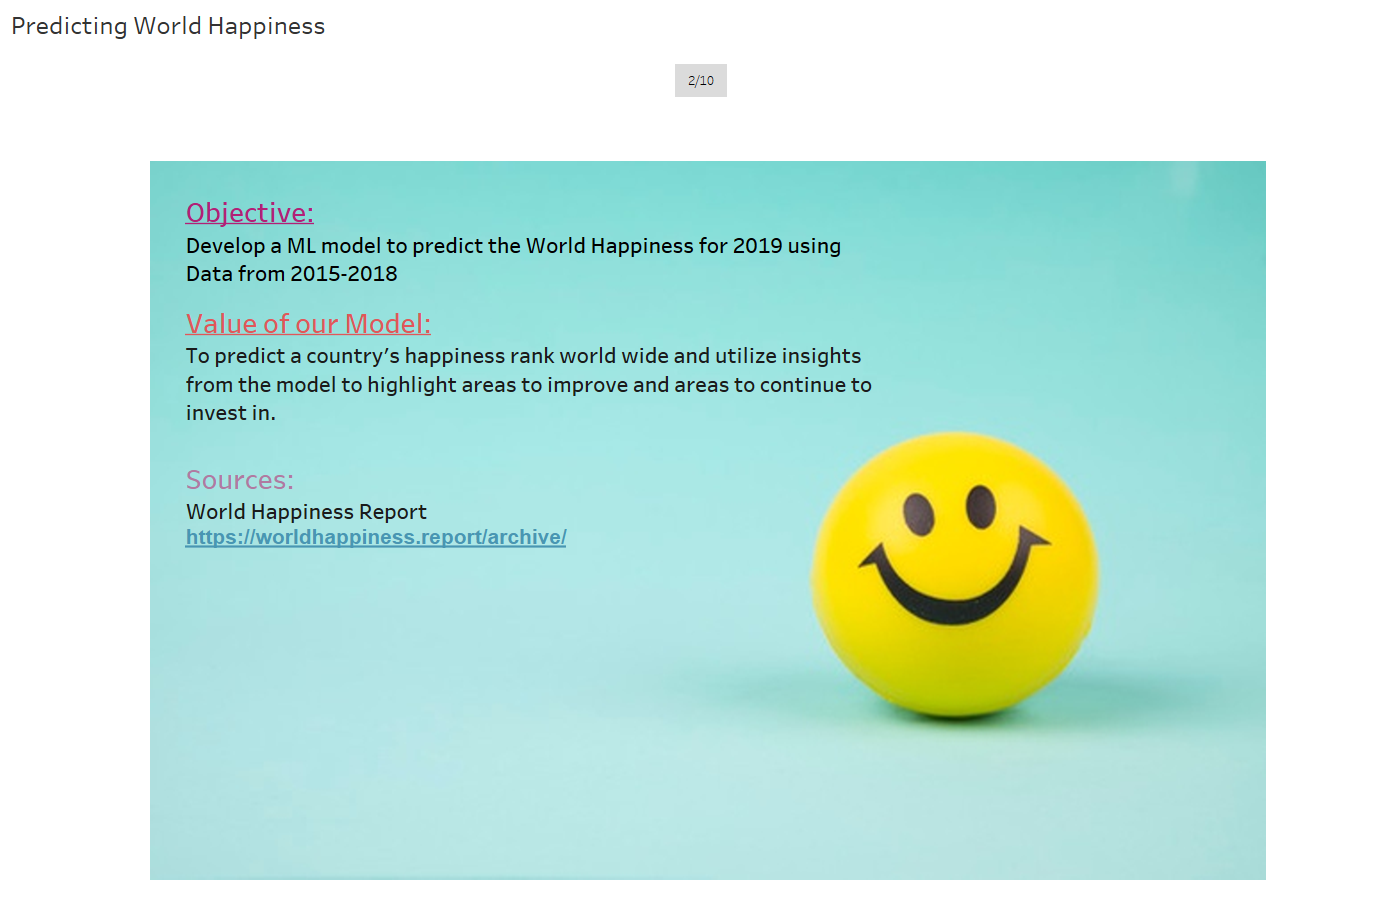 Predicting World Happiness
2/10
Objective:
Develop a ML model to predict the World Happiness for 2019 using
Data from 2015-2018
Value of our Model:
To predict a country’s happiness rank world wide and utilize insights
from the model to highlight areas to improve and areas to continue to
invest in.
Sources:
World Happiness Report
https://worldhappiness.report/archive/